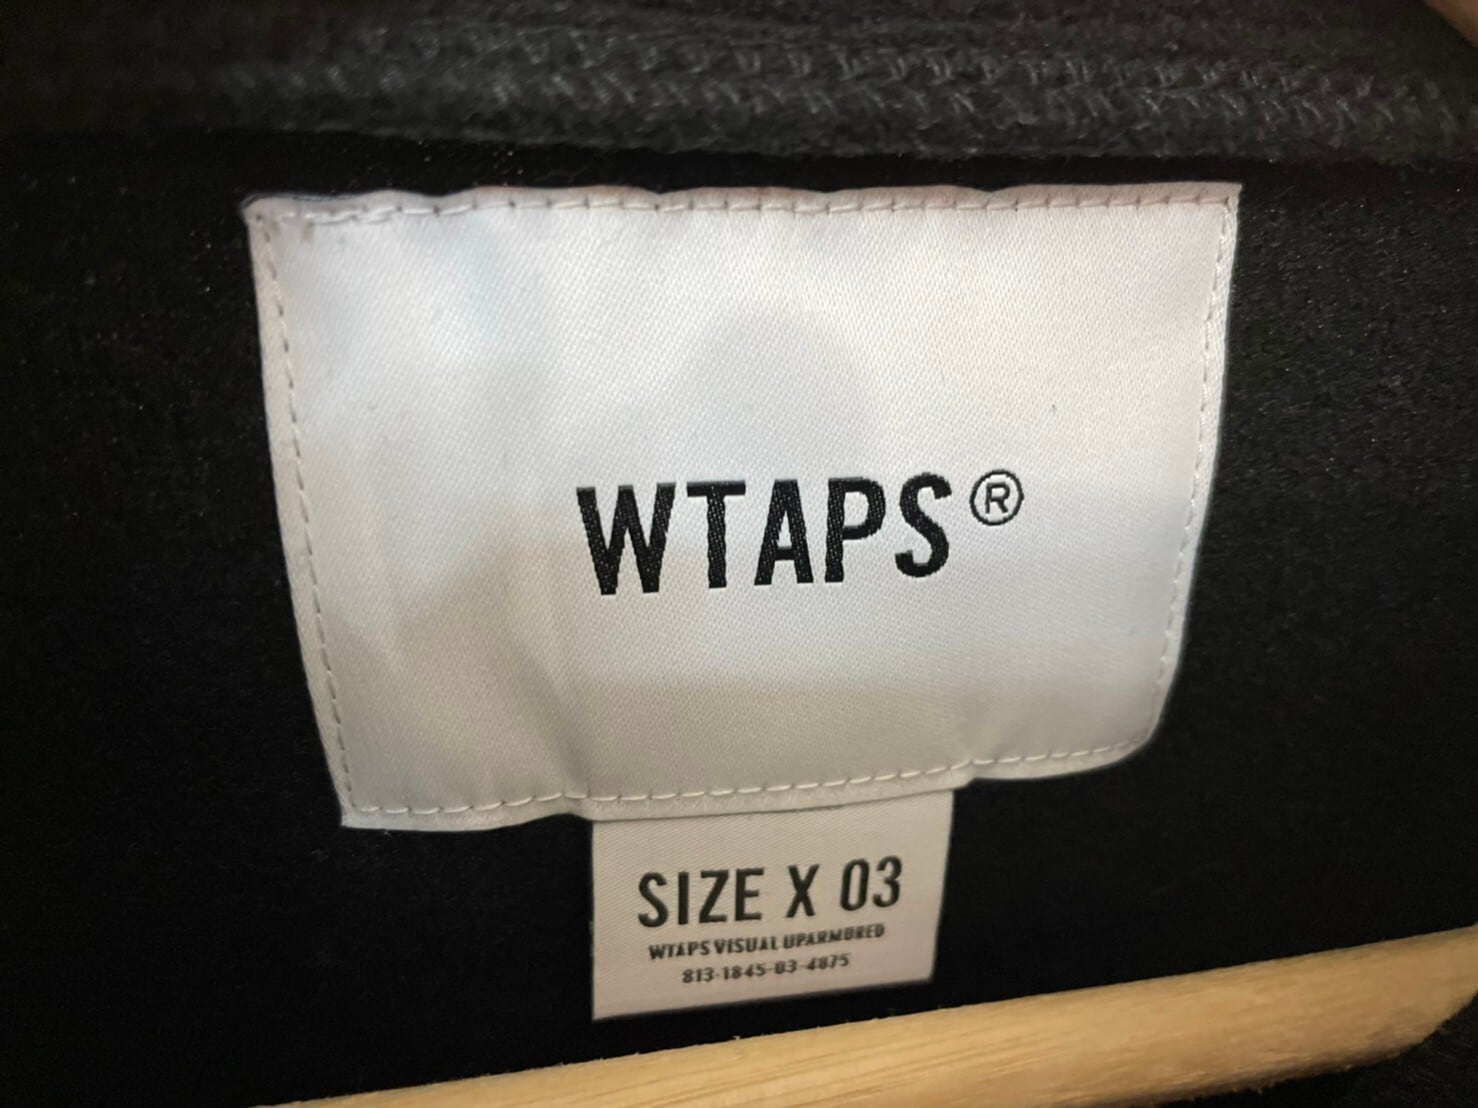 WTAPS®
SIZE X 03
WTAPS VISUAL UPARMORED
813-1845-03-4875